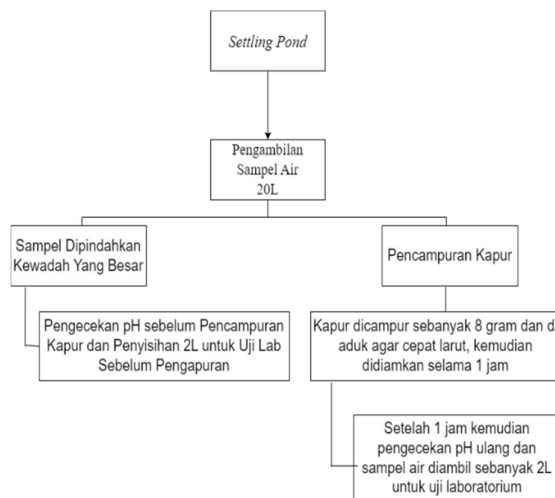 Settling Pond
Pengambilan
Sampel Air
20L
Sampel Dipindahkan
Kewadah Yang Besar
Pencampuran Kapur
Pengecekan pH sebelum Pencampuran
Kapur dan Penyisihan 2L untuk Uji Lab
Sebelum Pengapuran
Kapur dicampur sebanyak 8 gram dan di
aduk agar cepat larut, kemudian
didiamkan selama 1 jam
Setelah 1 jam kemudian
pengecekan pH ulang dan
sampel air diambil sebanyak 2L
untuk uji laboratorium